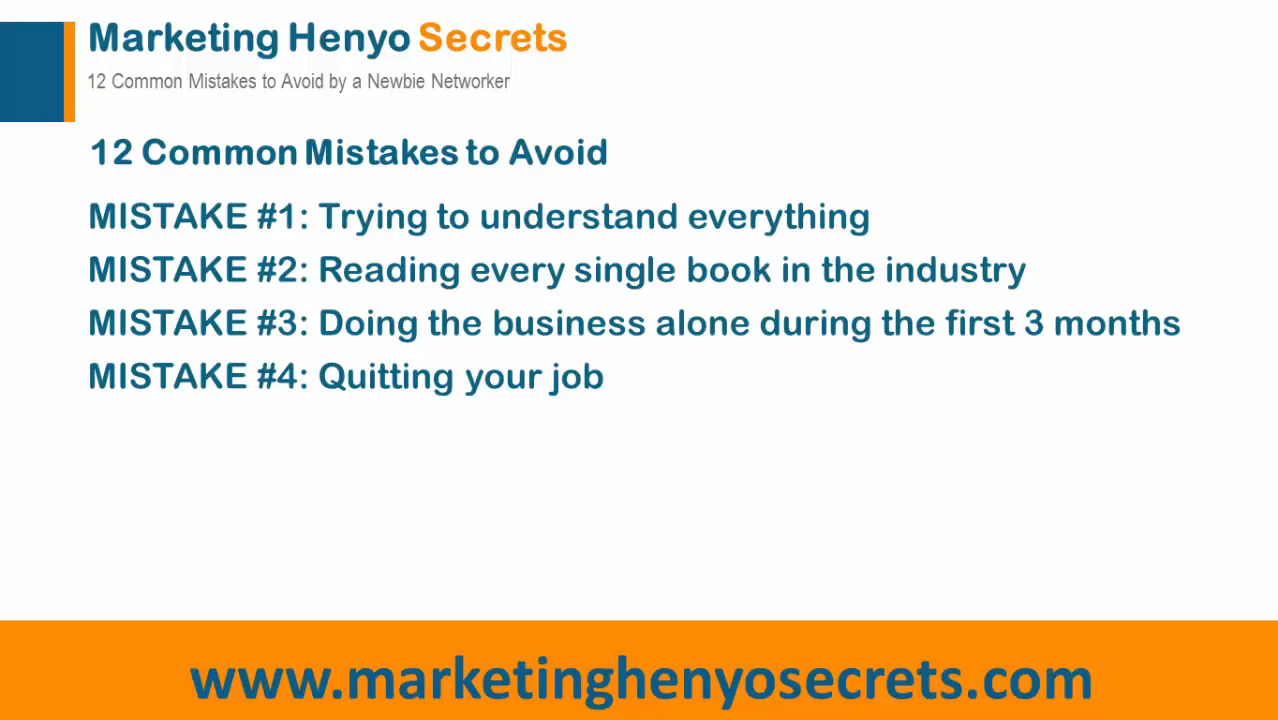 Marketing Henyo Secrets
12 Common Mistakes to Avoid by a Newbie Networker
12 Common Mistakes to Avoid
MISTAKE #1: Trying to understand everything
MISTAKE #2: Reading every single book in the industry
MISTAKE #3: Doing the business alone during the first 3 months
MISTAKE #4: Quitting your job
www.marketinghenyosecrets.com